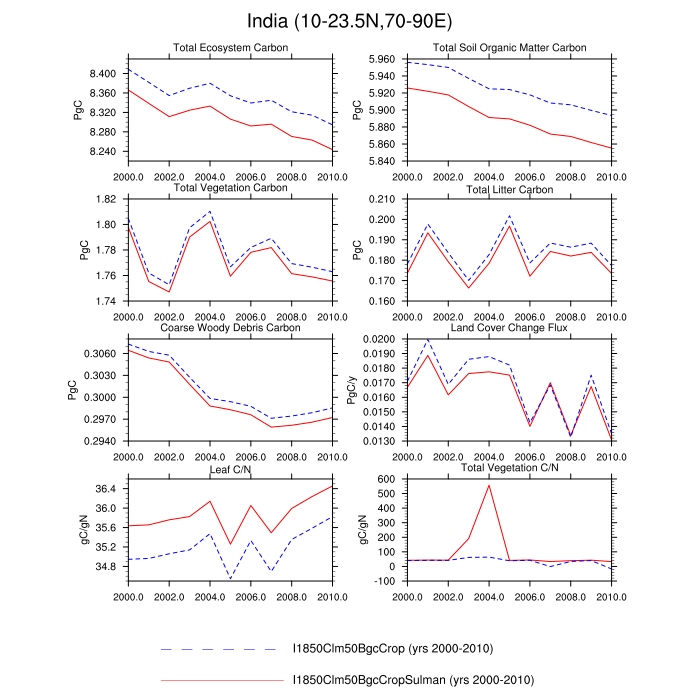 India (10-23.5N,70-90E)
Total Ecosystem Carbon
PgC
8.400
8.360
8.320
8.280
8.240
2000.0 2002.0 2004.0 2006.0 2008.0 2010.0
Total Soil Organic Matter Carbon
PgC
5.960
5.940
5.920
5.900
5.880
5.860
5.840
2000.0 2002.0 2004.0 2006.0 2008.0 2010.0
Total Vegetation Carbon
PgC
1.82
1.80
1.78
1.76
1.74
2000.0 2002.0 2004.0 2006.0 2008.0 2010.0
Total Litter Carbon
PgC
0.210
0.200
0.190
0.180
0.170
0.160
2000.0 2002.0 2004.0 2006.0 2008.0 2010.0
Coarse Woody Debris Carbon
PgC
0.3060
0.3030
0.3000
0.2970
0.2940
2000.0 2002.0 2004.0 2006.0 2008.0 2010.0
Land Cover Change Flux
PgC/y
0.0200
0.0190
0.0180
0.0170
0.0160
0.0150
0.0140
0.0130
2000.0 2002.0 2004.0 2006.0 2008.0 2010.0
Leaf C/N
gC/gN
36.4
36.0
35.6
35.2
34.8
2000.0 2002.0 2004.0 2006.0 2008.0 2010.0
Total Vegetation C/N
gC/gN
600
500
400
300
200
100
0
-100
2000.0 2002.0 2004.0 2006.0 2008.0 2010.0
I1850Clm50BgcCrop (yrs 2000-2010)
I1850Clm50BgcCropSulman (yrs 2000-2010)